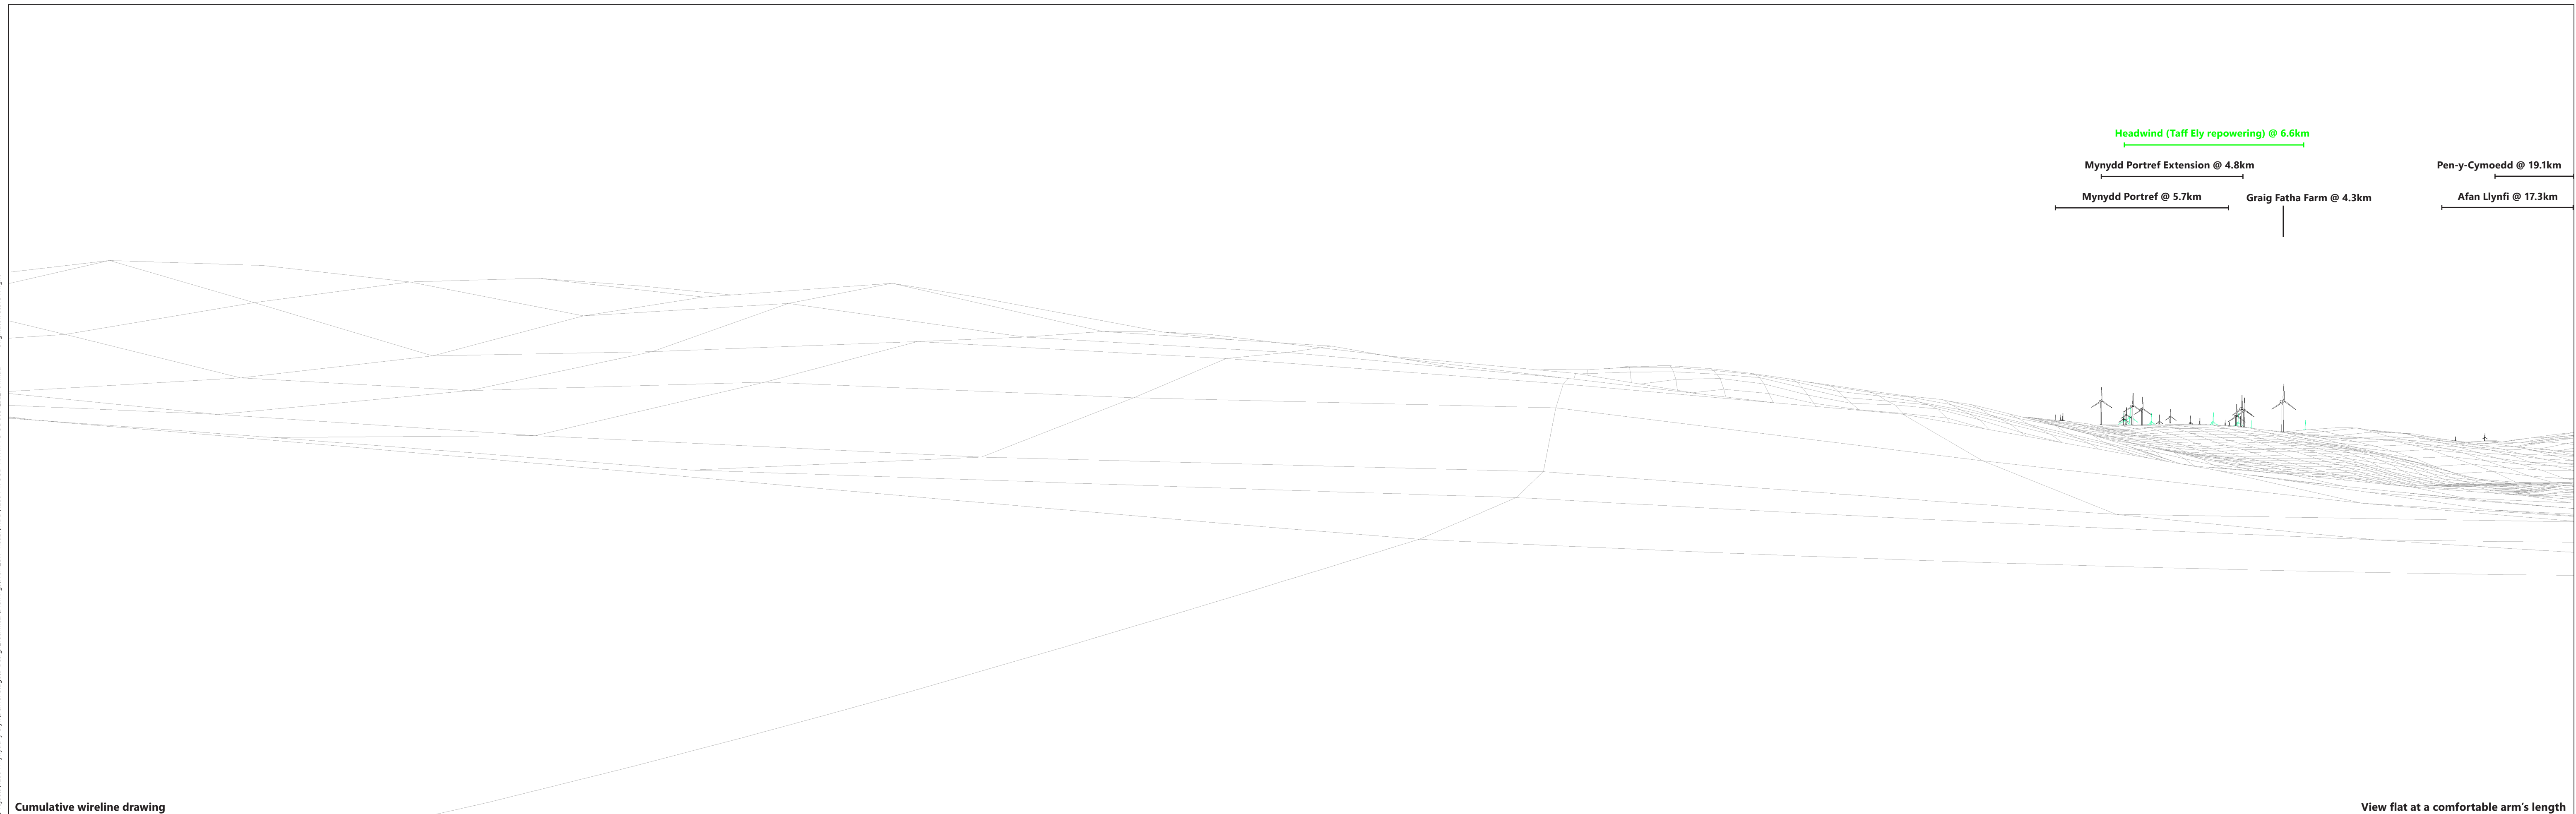 Headwind (Taff Ely repowering) @ 6.6km
Mynydd Portref Extension @ 4.8km
Pen-y-Cymoedd @ 19.1km
Mynydd Portref @ 5.7km
Graig Fatha Farm @ 4.3km
Afan Llynfi @ 17.3km
Cumulative wireline drawing
View flat at a comfortable arm’s length